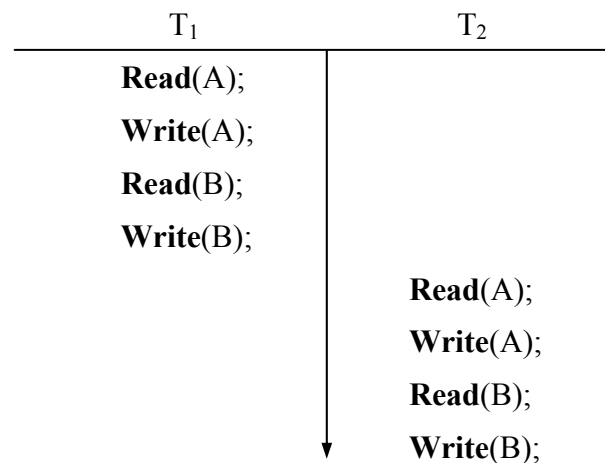 T₁ T₂
Read(A);
Write(A);
Read(B);
Write(B);
Read(A);
Write(A);
Read(B);
Write(B);